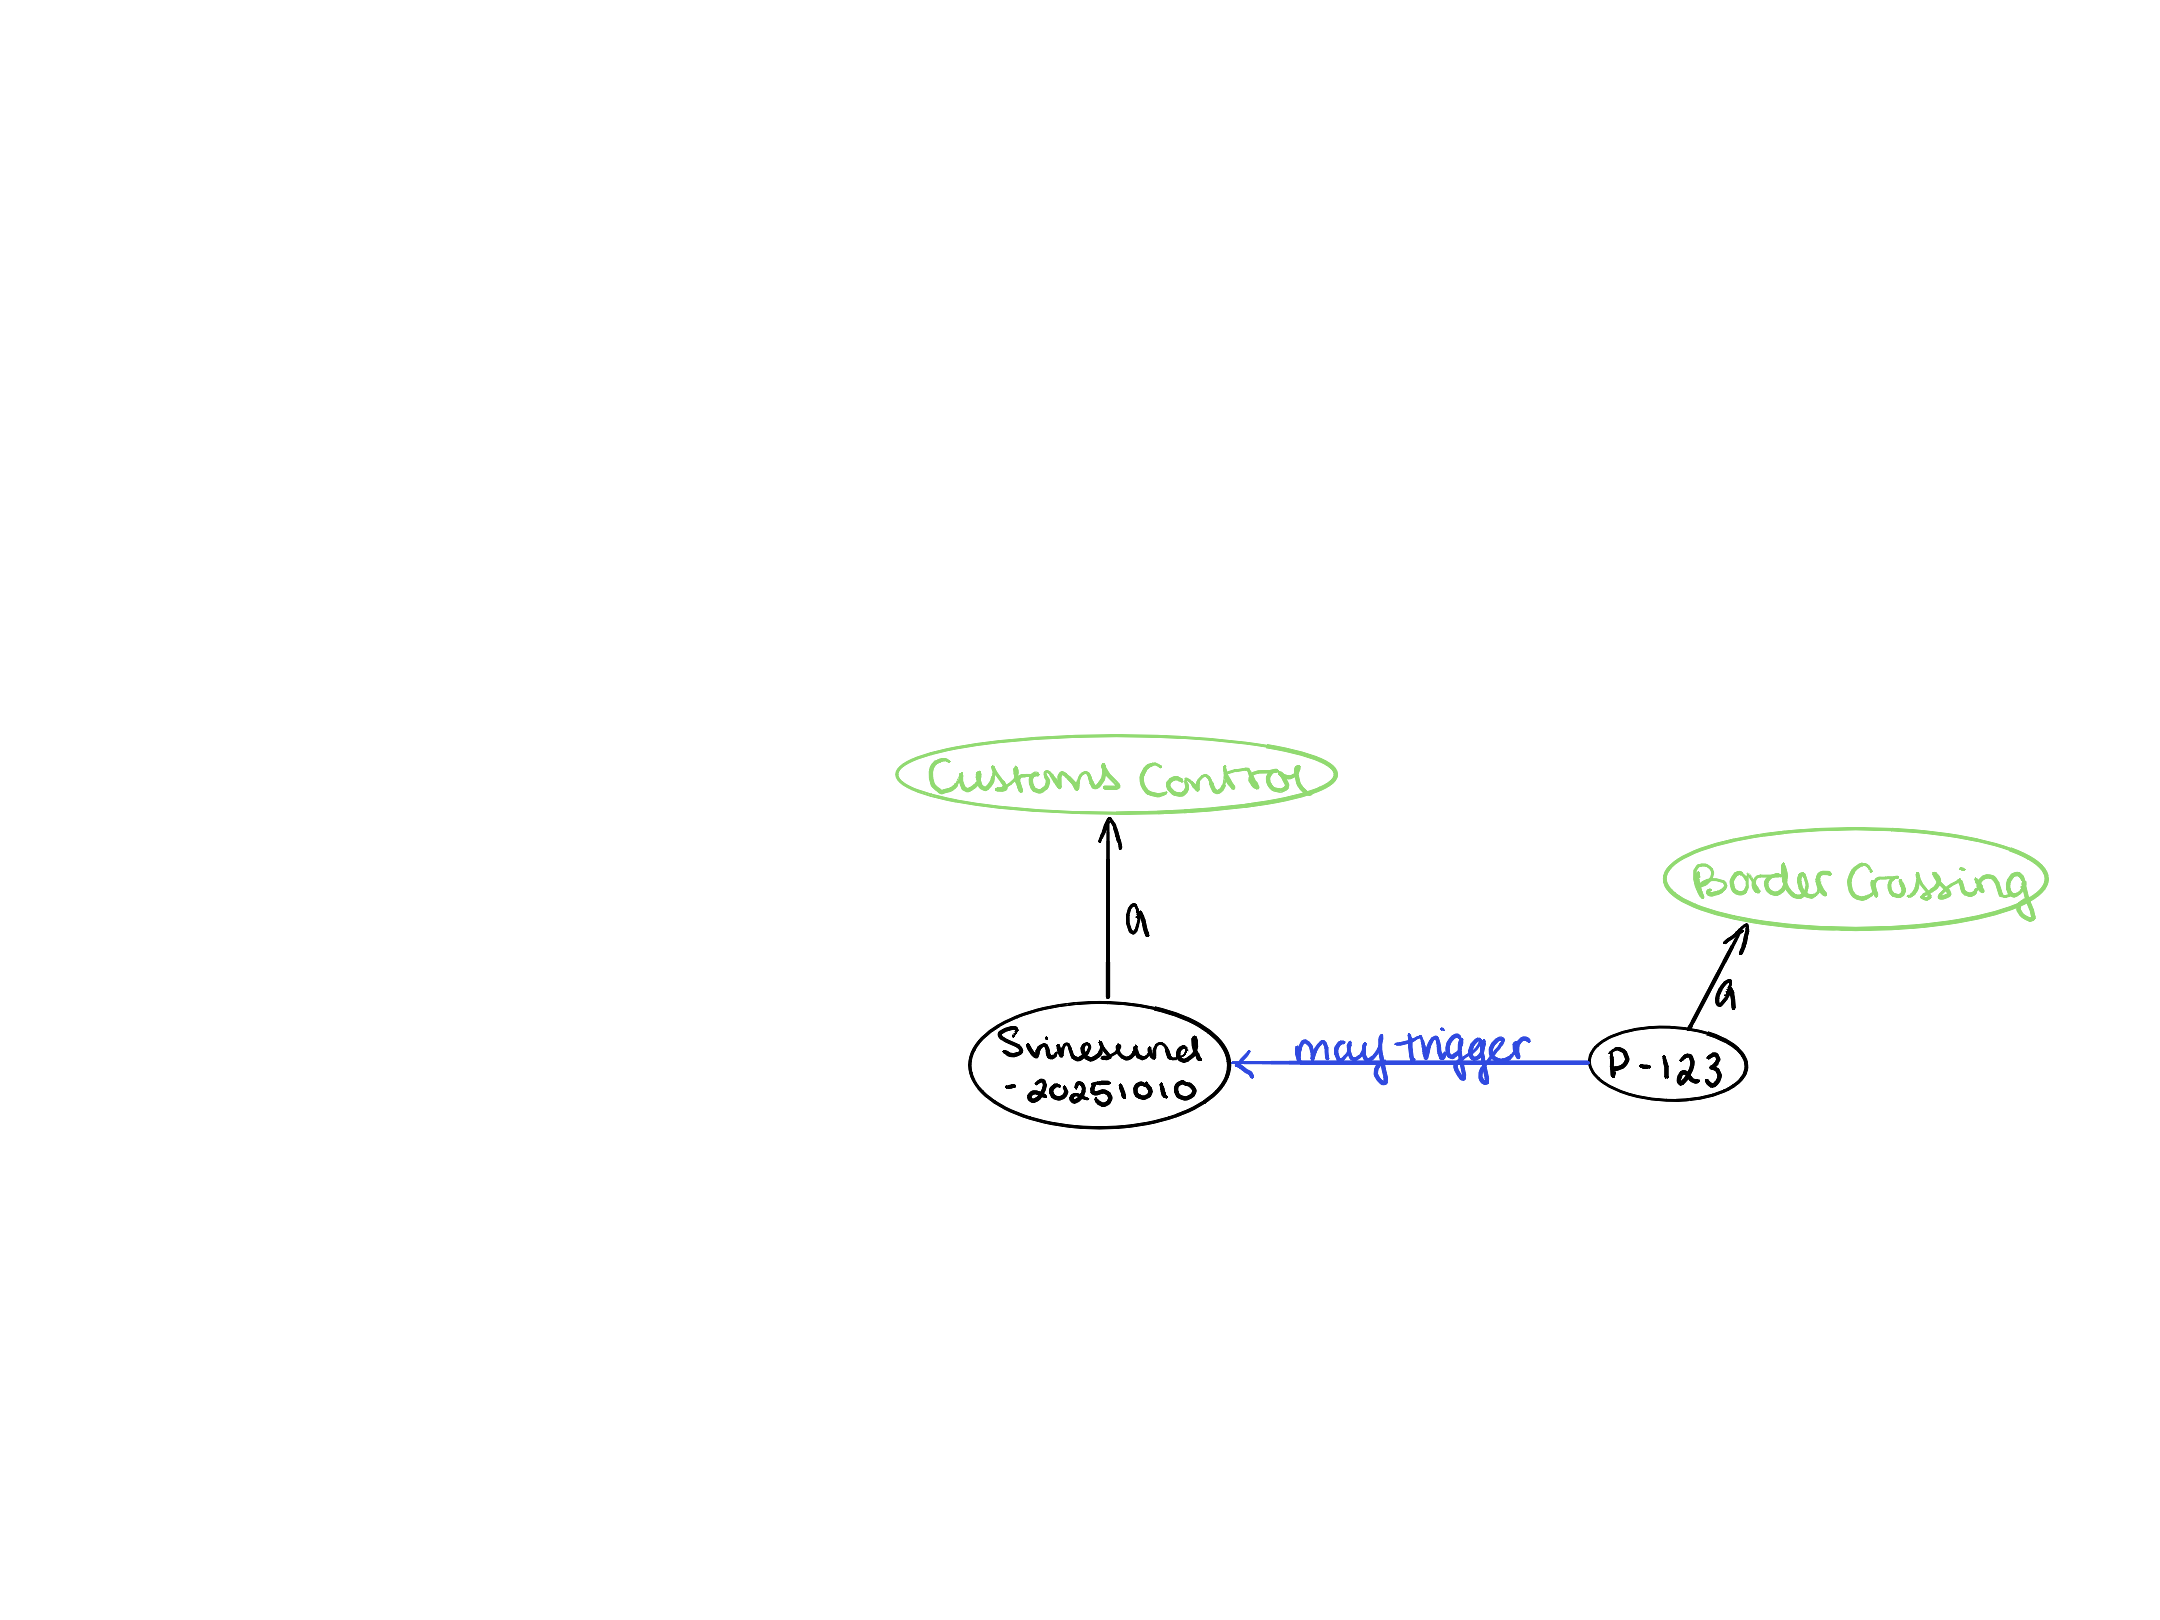 Customs Control
Border Crossing
a
a
Svinesund
-20251010
may trigger
P-123